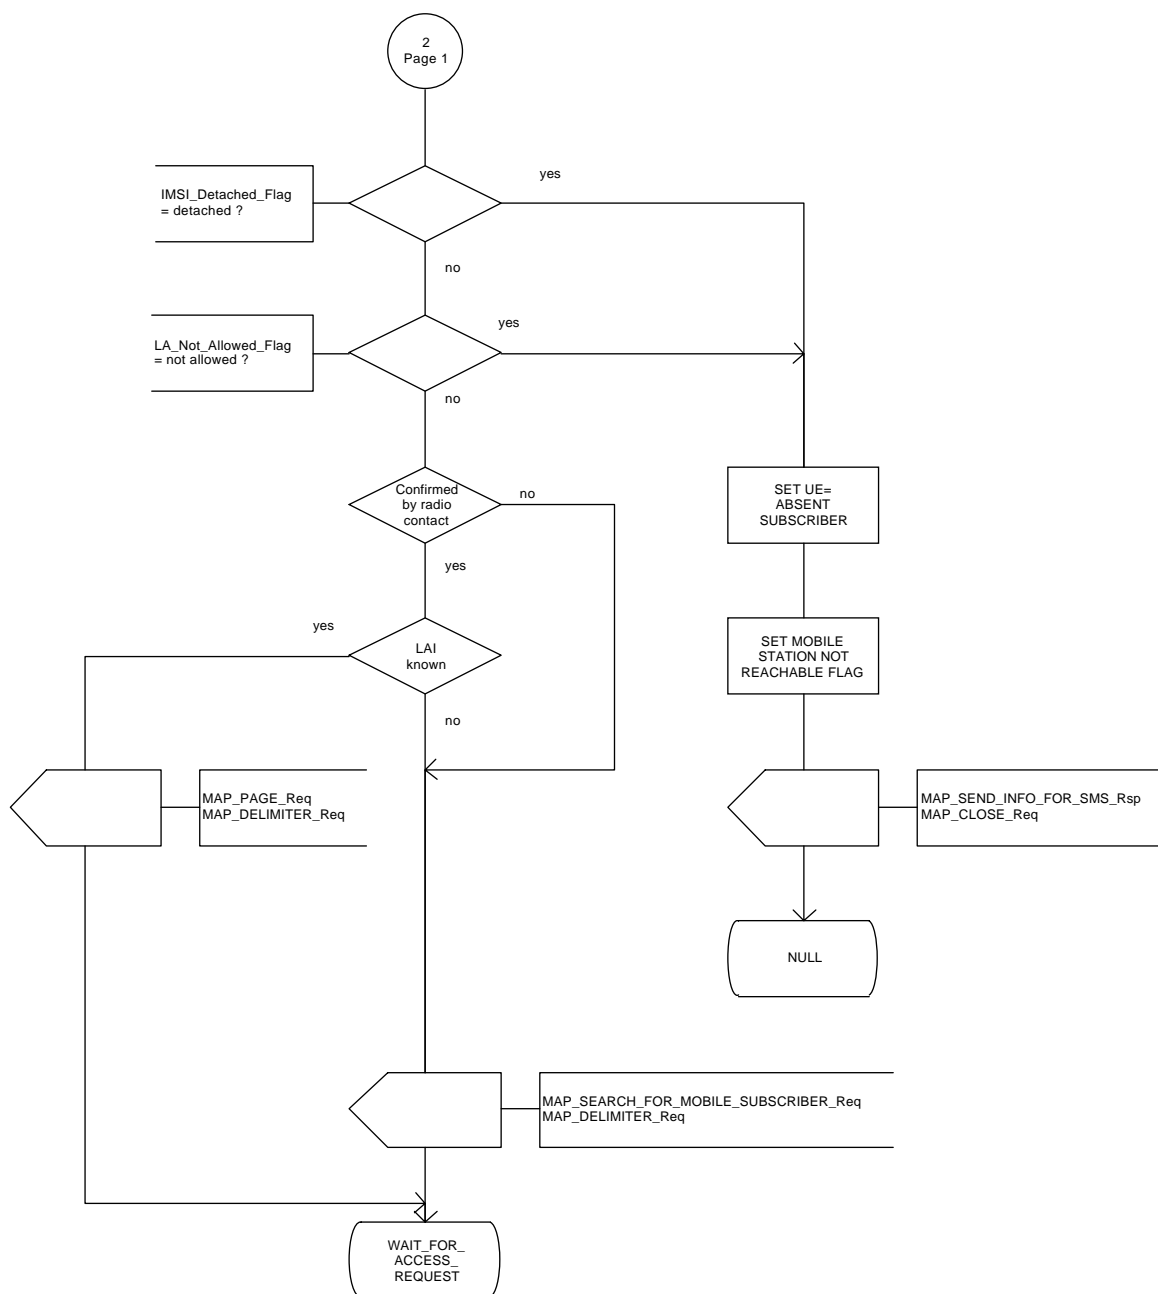 2
Page 1
yes
IMSI_Detached_Flag
= detached ?
no
yes
LA_Not_Allowed_Flag
= not allowed ?
no
Confirmed
by radio
contact
no
SET UE=
ABSENT
SUBSCRIBER
yes
yes
LAI
known
SET MOBILE
STATION NOT
REACHABLE FLAG
no
MAP_PAGE_Req
MAP_DELIMITER_Req
MAP_SEND_INFO_FOR_SMS_Rsp
MAP_CLOSE_Req
NULL
MAP_SEARCH_FOR_MOBILE_SUBSCRIBER_Req
MAP_DELIMITER_Req
WAIT_FOR_
ACCESS_
REQUEST